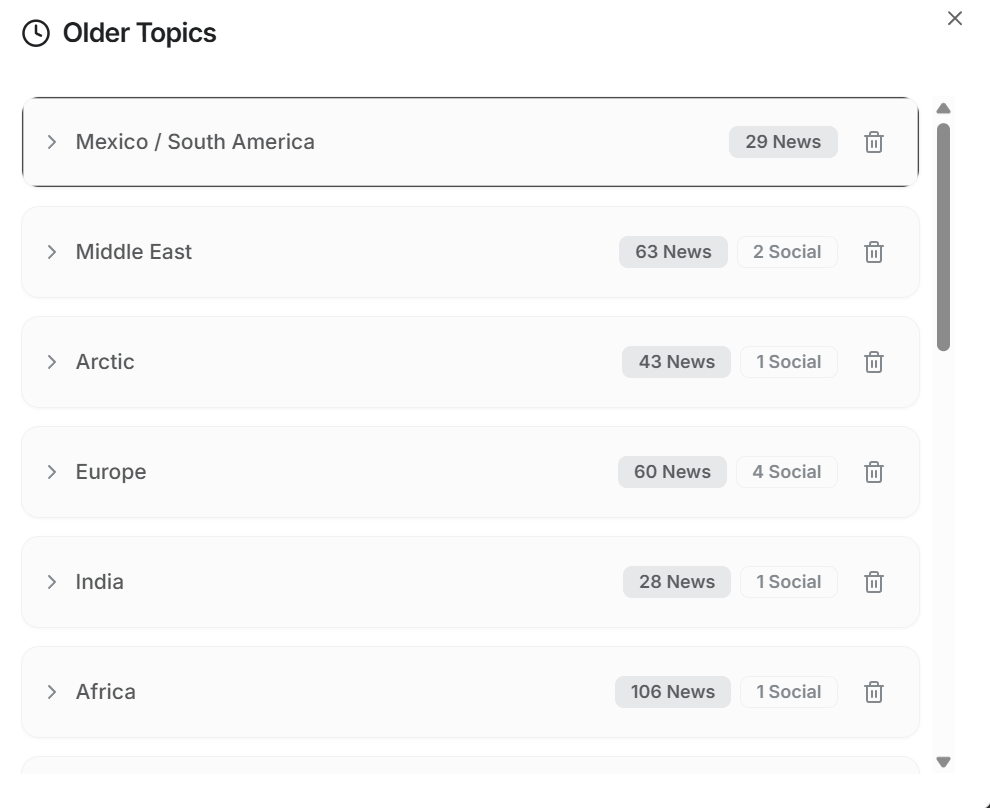 Older Topics
Mexico / South America 29 News
Middle East 63 News 2 Social
Arctic 43 News 1 Social
Europe 60 News 4 Social
India 28 News 1 Social
Africa 106 News 1 Social